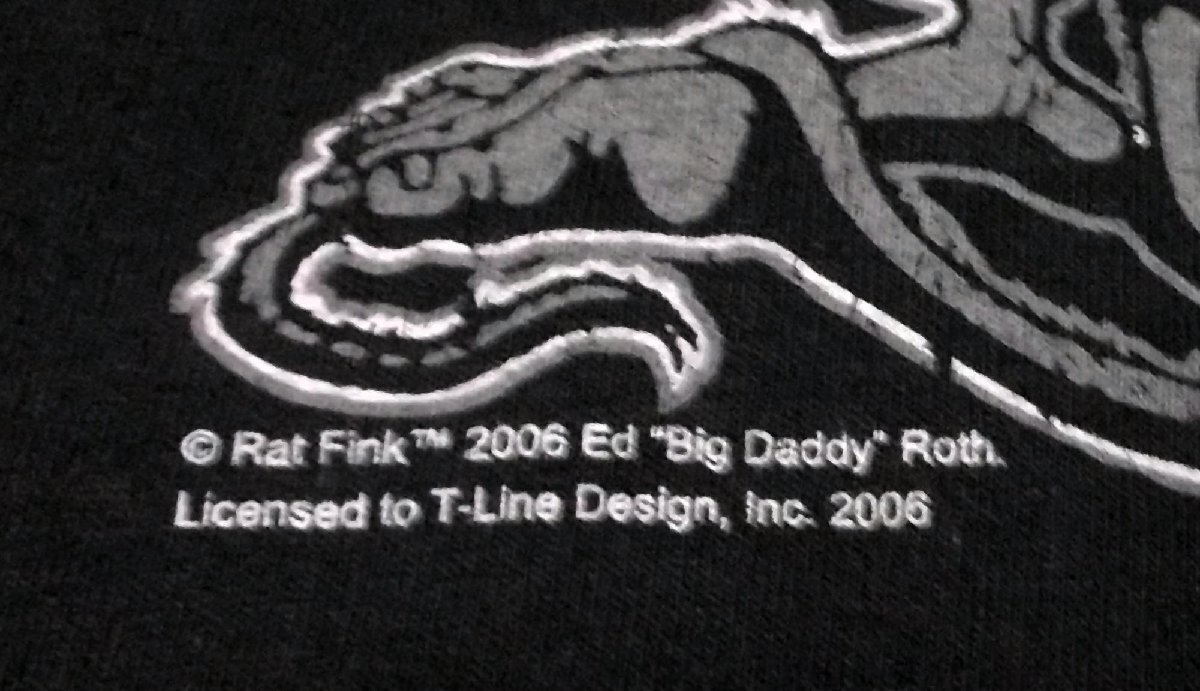 © Rat Fink™ 2006 Ed "Big Daddy" Roth.
Licensed to T-Line Design, Inc. 2006